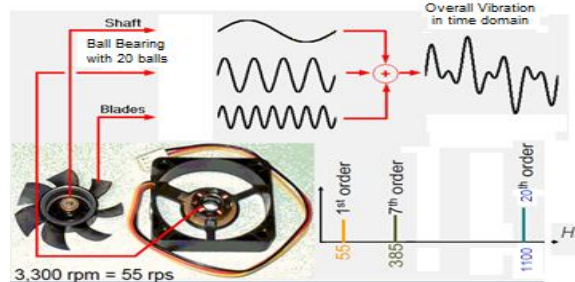 Shaft
Ball Bearing
with 20 balls
Blades
+
Overall Vibration
in time domain
3,300 rpm = 55 rps
1st order
7th order
20th order
55
385
1100